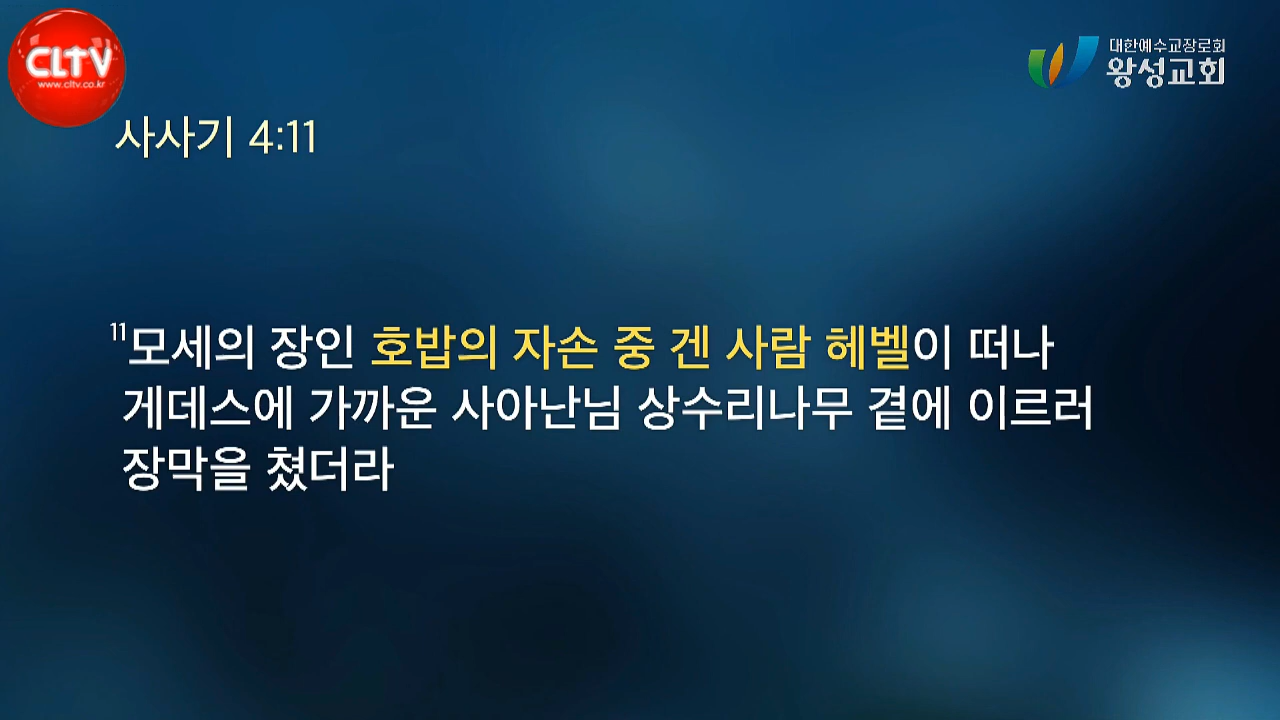 CLTV
www.cltv.co.kr
대한예수교장로회
왕성교회
사사기 4:11
11모세의 장인 호밥의 자손 중 겐 사람 헤벨이 떠나
게데스에 가까운 사아난님 상수리나무 곁에 이르러
장막을 쳤더라